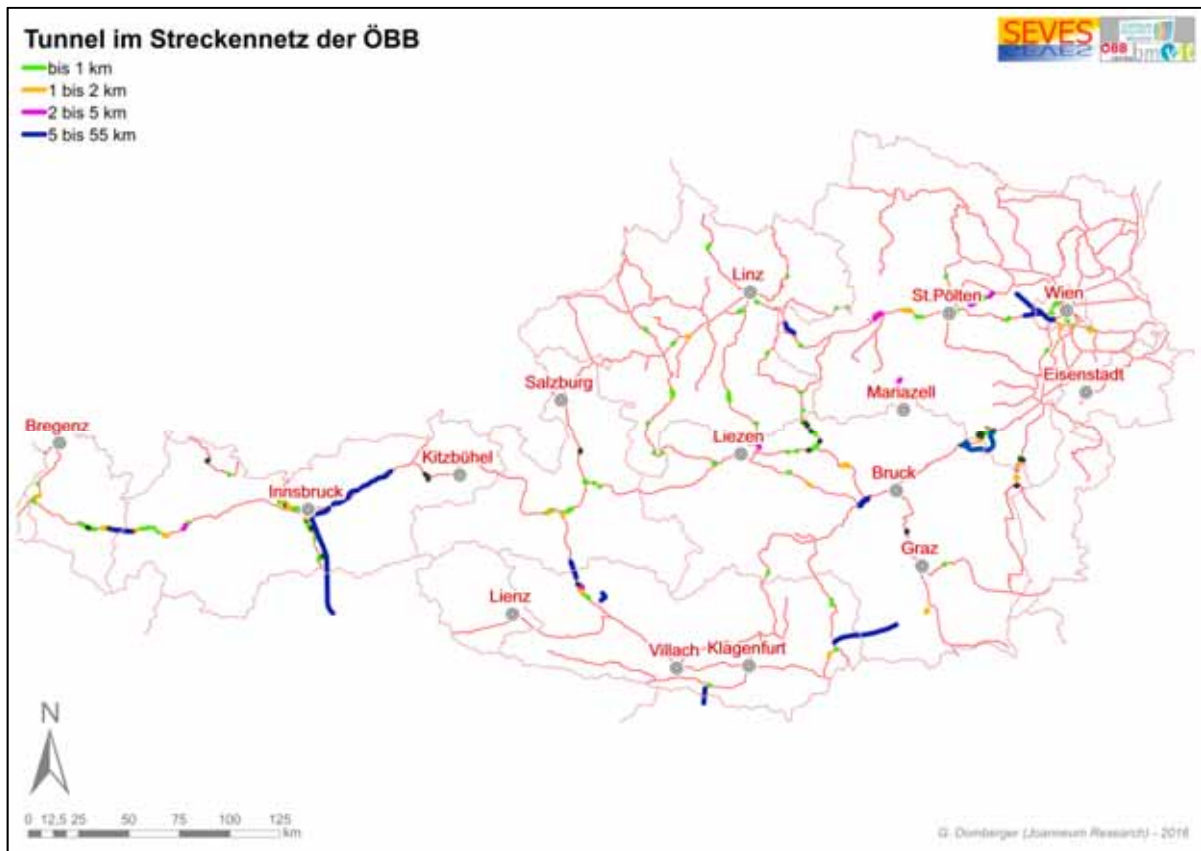 Tunnel im Streckennetz der ÖBB
bis 1 km
1 bis 2 km
2 bis 5 km
5 bis 55 km
SEVES
ÖBB
bmvit
Linz
St.Pölten
Wien
Salzburg
Mariazell
Eisenstadt
Bregenz
Kitzbühel
Liezen
Innsbruck
Bruck
Graz
Lienz
Villach
Klagenfurt
N
0 12,5 25 50 75 100 125
km
G. Domberger (Joanneum Research) - 2016